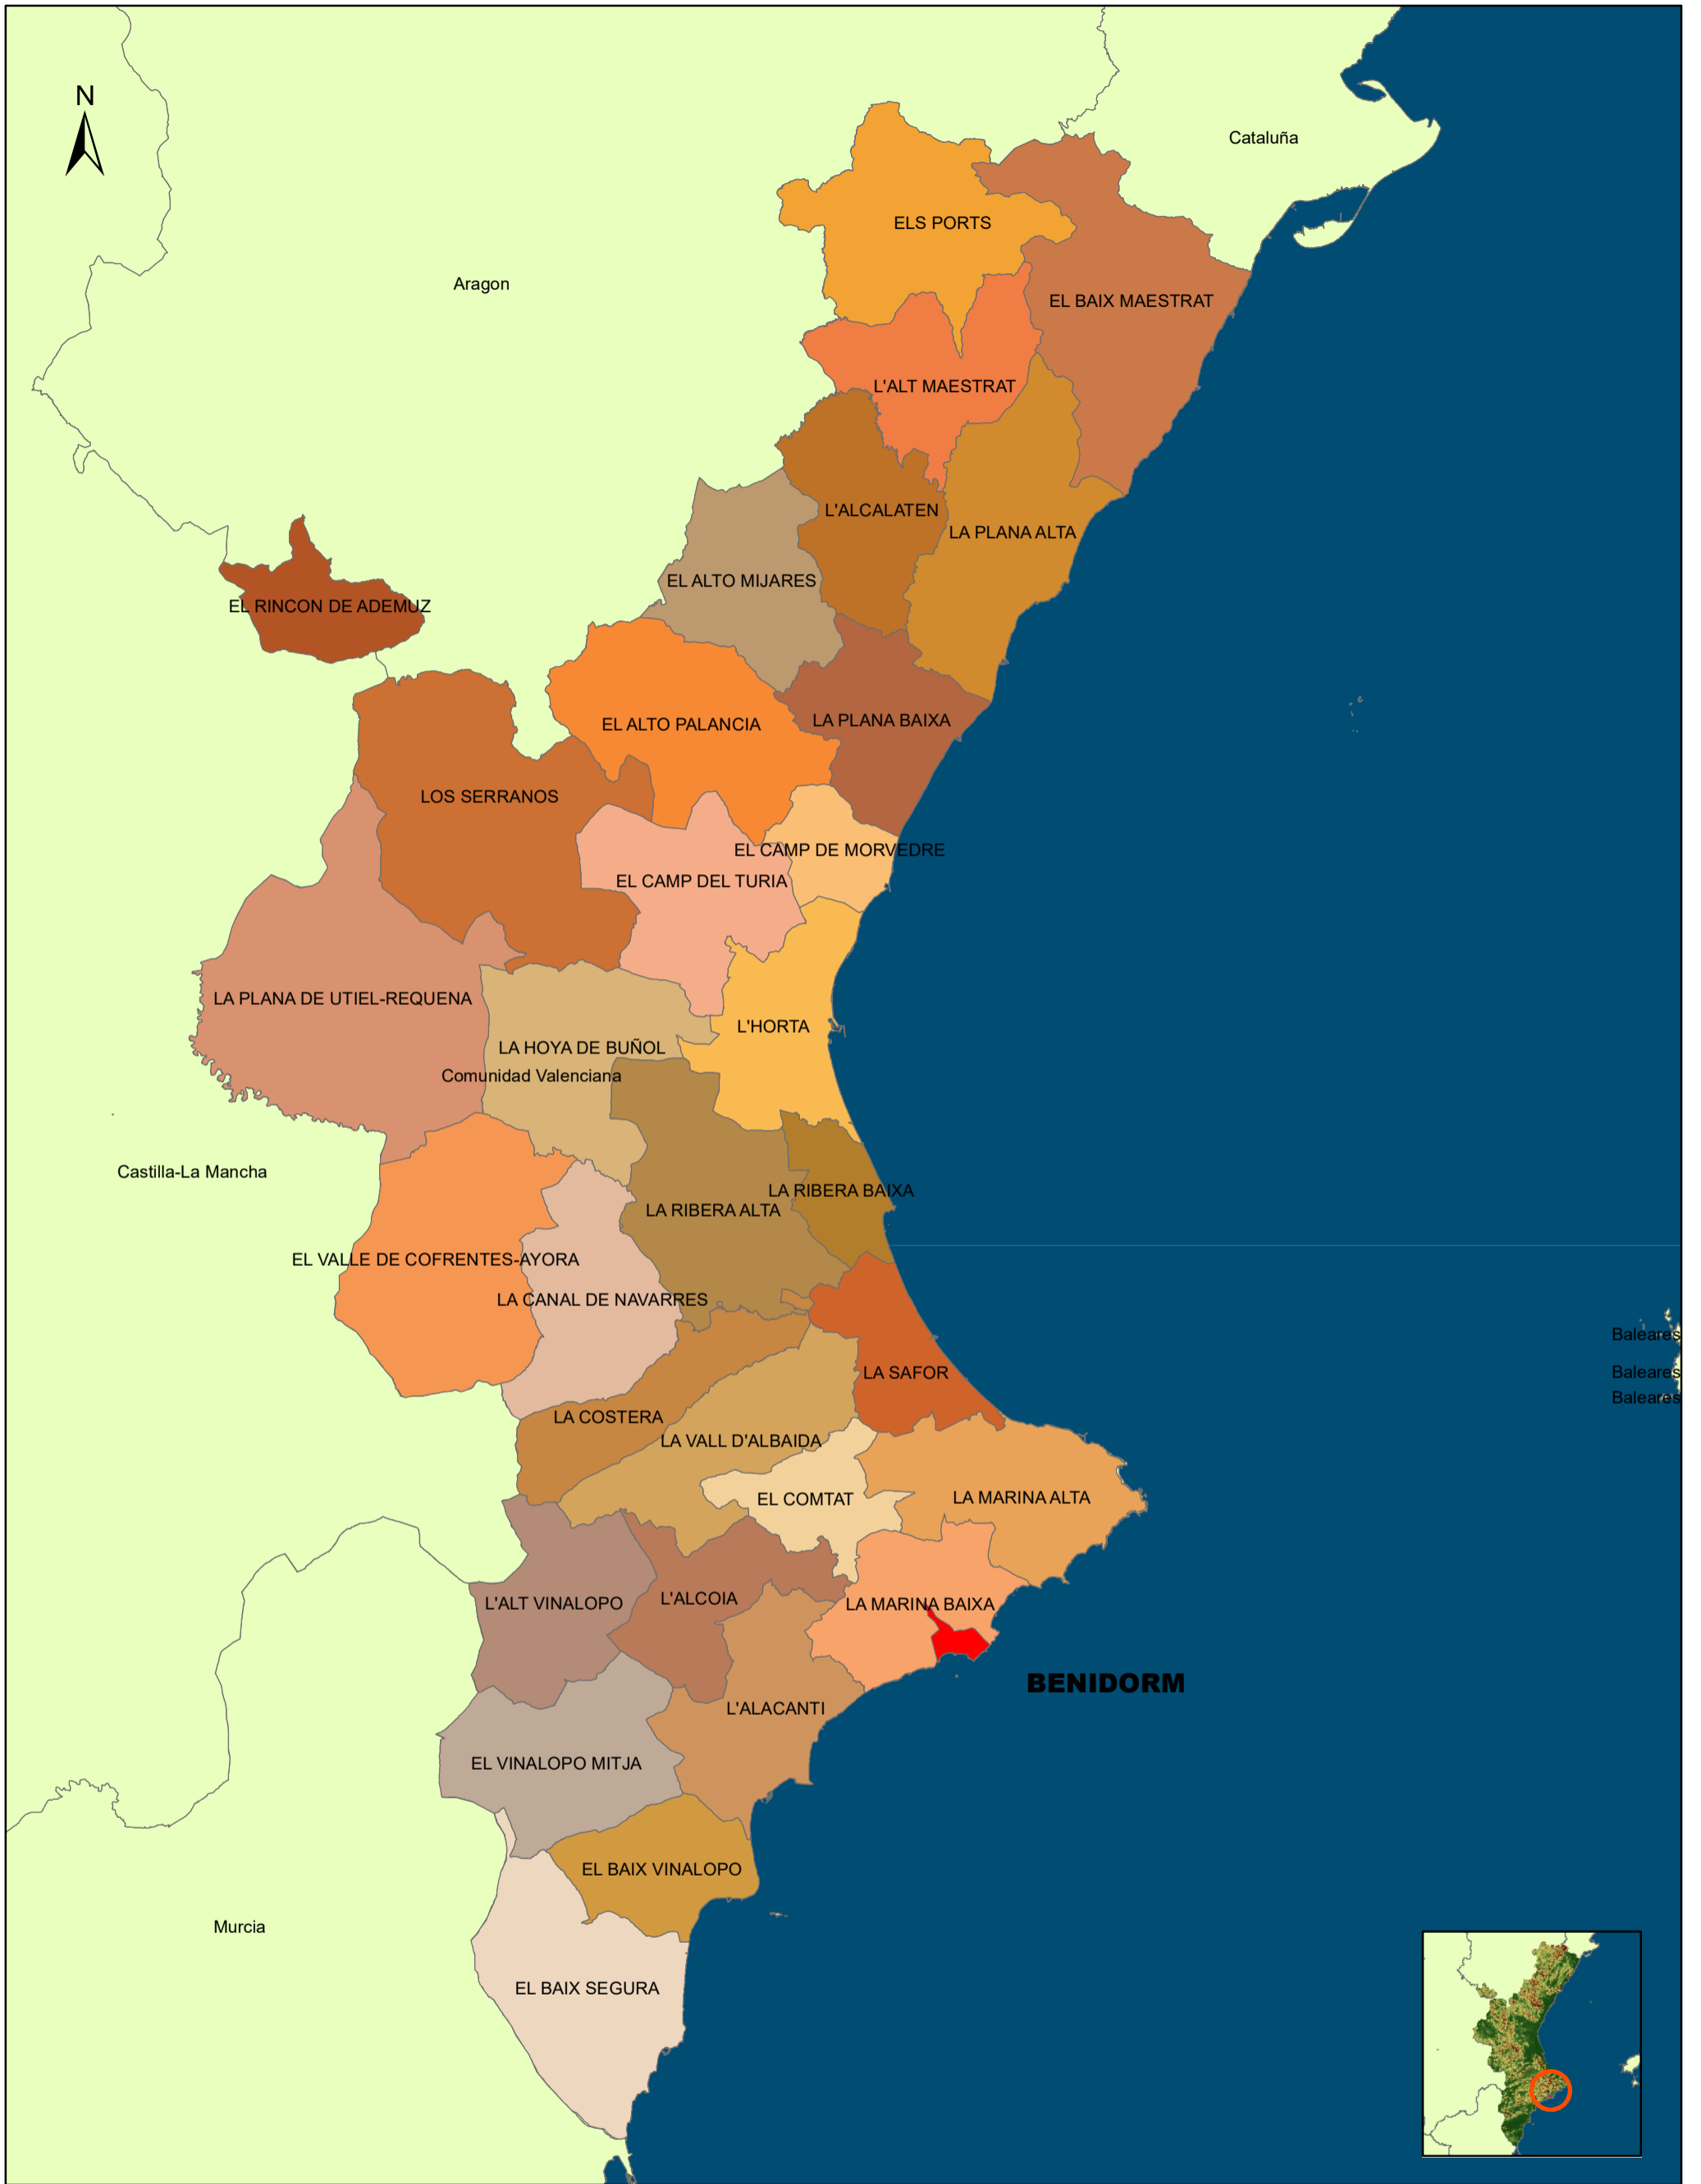 N
Cataluña
ELS PORTS
Aragon
EL BAIX MAESTRAT
L'ALT MAESTRAT
L'ALCALATEN
LA PLANA ALTA
EL ALTO MIJARES
EL RINCON DE ADEMUZ
LA PLANA BAIXA
EL ALTO PALANCIA
LOS SERRANOS
EL CAMP DE MORVEDRE
EL CAMP DEL TURIA
LA PLANA DE UTIEL-REQUENA
L'HORTA
LA HOYA DE BUÑOL
Comunidad Valenciana
Castilla-La Mancha
LA RIBERA BAIXA
LA RIBERA ALTA
EL VALLE DE COFRENTES-AYORA
LA CANAL DE NAVARRES
Baleares
LA SAFOR
Baleares
Baleares
LA COSTERA
LA VALL D'ALBAIDA
EL COMTAT
LA MARINA ALTA
L'ALCOIA
L'ALT VINALOPO
LA MARINA BAIXA
BENIDORM
L'ALACANTI
EL VINALOPO MITJA
EL BAIX VINALOPO
Murcia
EL BAIX SEGURA